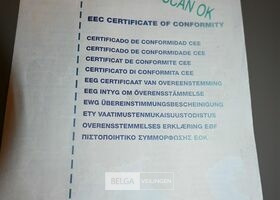 SCAN OK
EEC CERTIFICATE OF CONFORMITY
CERTIFICADO DE CONFORMIDAD CEE
CERTIFICADO DE CONFORMIDADE CEE
CERTIFICAT DE CONFORMITE CEE
CERTIFICATO DI CONFORMITA CEE
EEG CERTIFICAAT VAN OVEREENSTEMMING
EEG INTYG OM ÖVERENSSTÄMMELSE
EWG ÜBEREINSTIMMUNGSBESCHEINIGUNG
ETY VAATIMUSTENMUKAISUUSTODISTUS
OVERENSSTEMMELSES ERKLÆRING EØF
ΠΙΣΤΟΠΟΙΗΤΙΚΟ ΣΥΜΜΟΡΦΩΣΗΣ ΕΟΚ
BELGA VEILINGEN